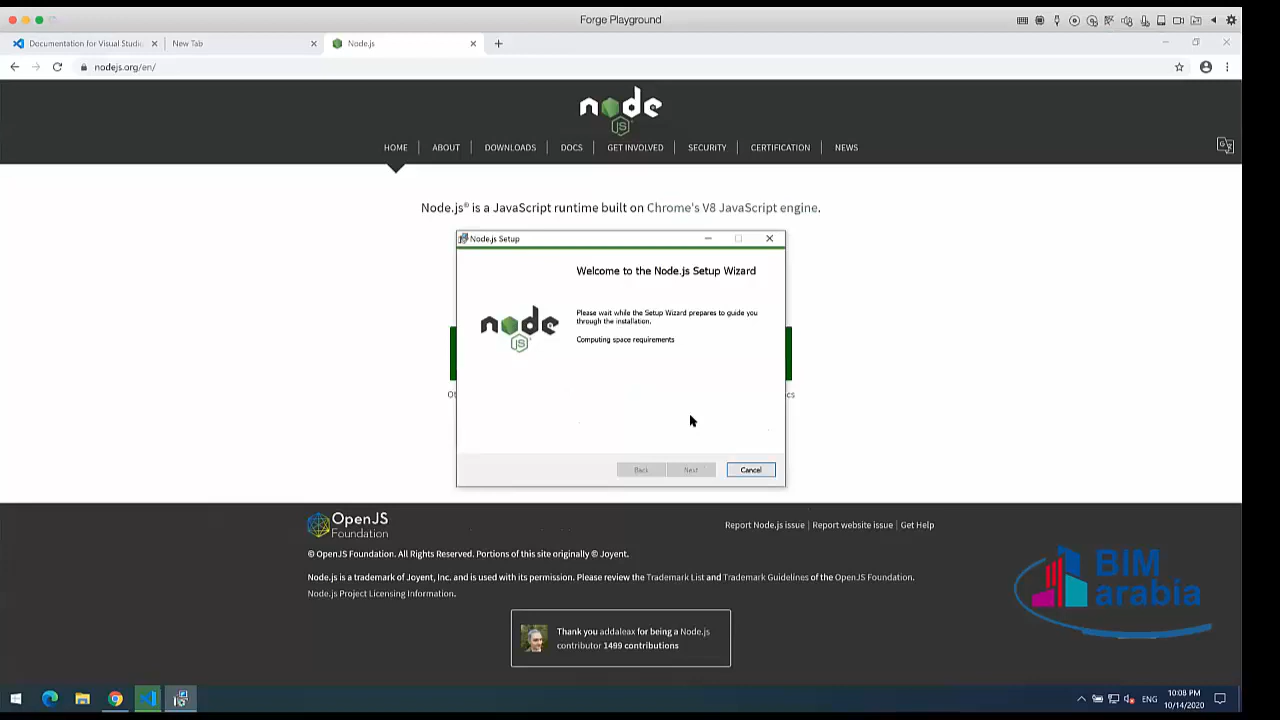 Forge Playground
Documentation for Visual Studio
New Tab
Node.js
nodejs.org/en/
node
JS
HOME
ABOUT
DOWNLOADS
DOCS
GET INVOLVED
SECURITY
CERTIFICATION
NEWS
Node.js® is a JavaScript runtime built on Chrome's V8 JavaScript engine.
Node.js Setup
Welcome to the Node.js Setup Wizard
node
JS
Please wait while the Setup Wizard prepares to guide you
through the installation.
Computing space requirements
Back
Next
Cancel
OpenJS
Foundation
Report Node.js issue | Report website issue | Get Help
© OpenJS Foundation. All Rights Reserved. Portions of this site originally © Joyent.
Node.js is a trademark of Joyent, Inc. and is used with its permission. Please review the Trademark List and Trademark Guidelines of the OpenJS Foundation.
Node.js Project Licensing Information.
BIM
arabia
Thank you addaleax for being a Node.js
contributor 1499 contributions
ENG
10:08 PM
10/14/2020